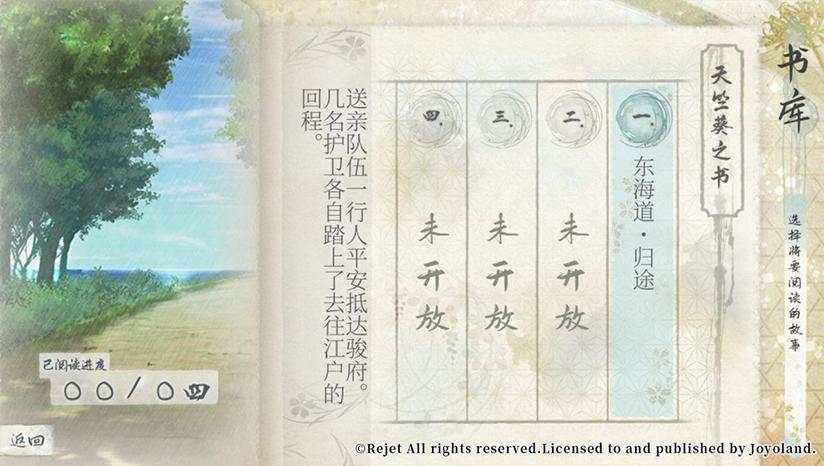 书库
选择将要阅读的故事
天竺葵之书
一.
东海道·归途
二.
未开放
三.
未开放
四.
未开放
送亲队伍一行人平安抵达骏府。
几名护卫各自踏上了去往江户的
回程。
已阅读进度
00/0四
返回
©Rejet All rights reserved.Licensed to and published by Joyoland.